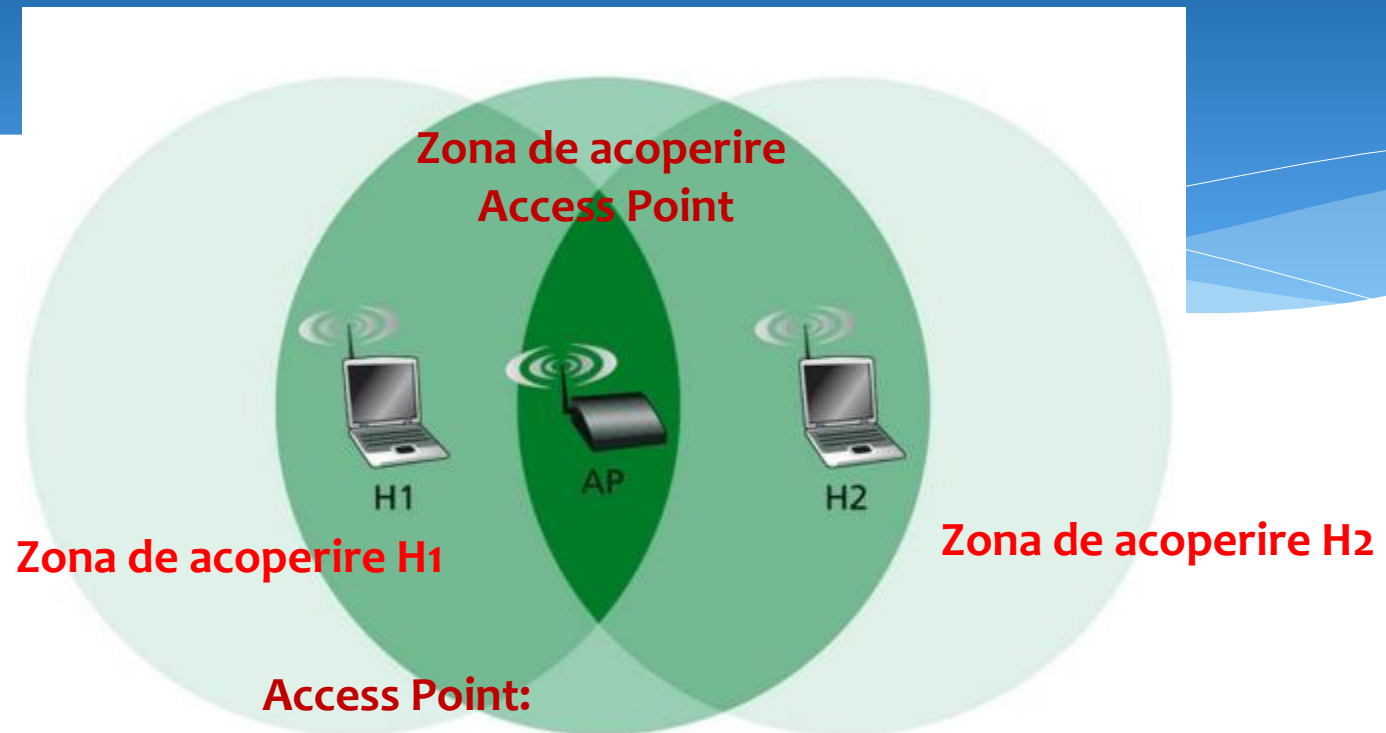 Zona de acoperire
Access Point
H1
AP
H2
Zona de acoperire H1
Zona de acoperire H2
Access Point: